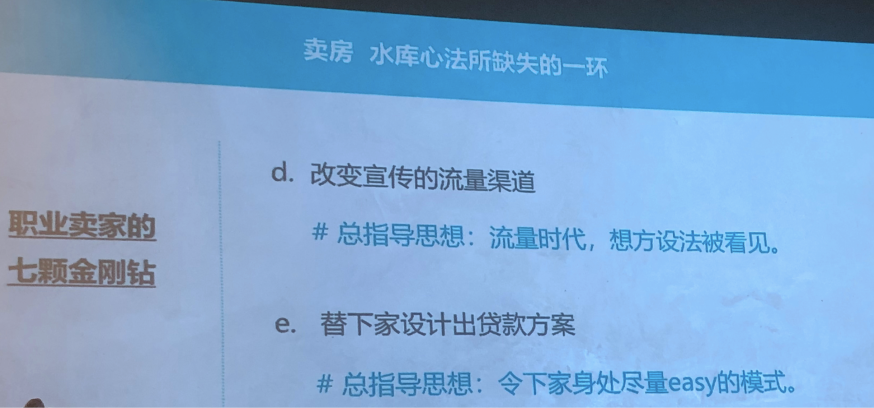 卖房 水库心法所缺失的一环
职业卖家的
七颗金刚钻
d. 改变宣传的流量渠道
# 总指导思想：流量时代，想方设法被看见。
e. 替下家设计出贷款方案
# 总指导思想：令下家身处尽量easy的模式。